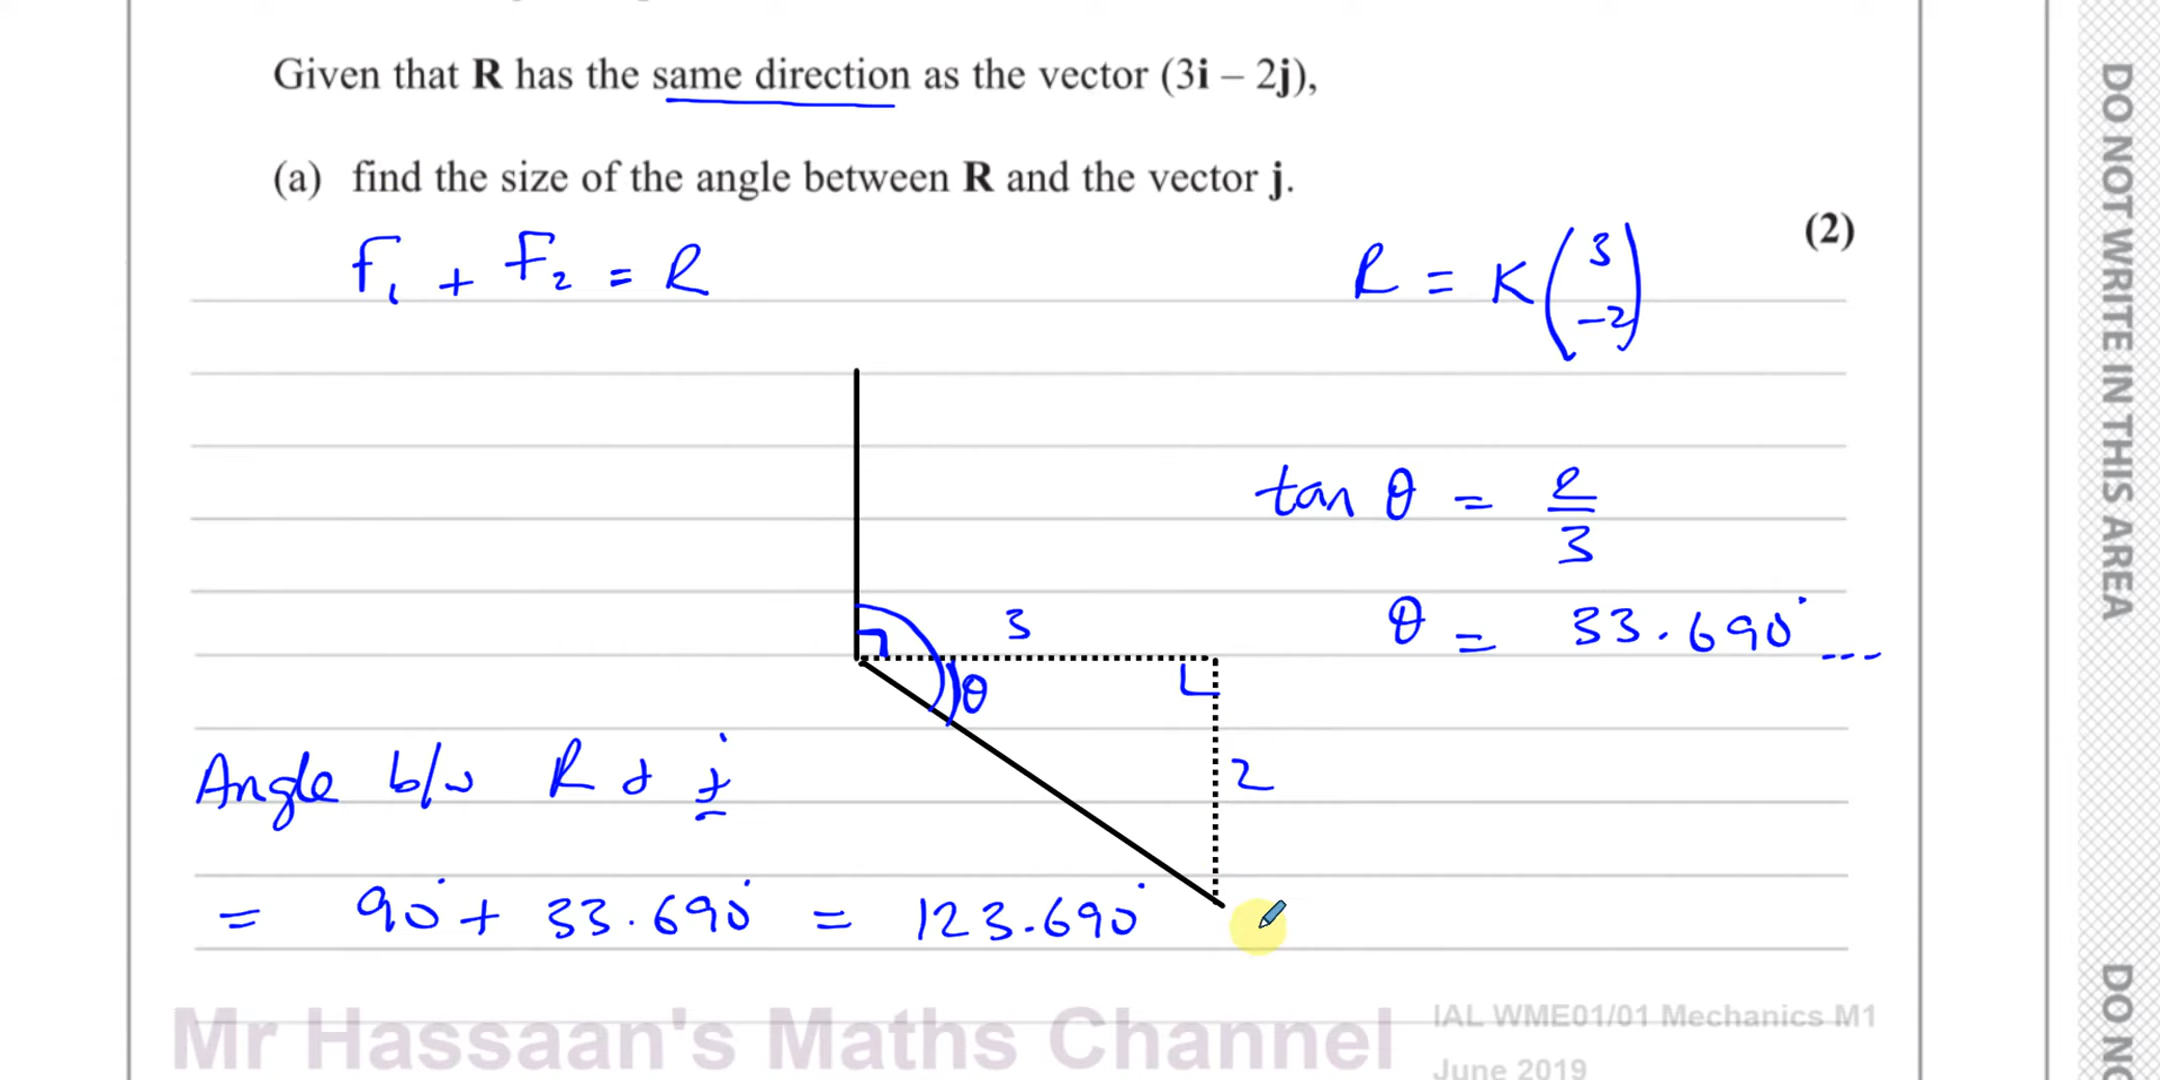 Given that R has the same direction as the vector (3i – 2j),
(a) find the size of the angle between R and the vector j.
(2)
F₁ + F₂ = R
R = K(3 -2)
tan θ = 2/3
θ = 33.690° ...
3
θ
2
Angle b/w R & j
= 90° + 33.690° = 123.690°
Mr Hassaan's Maths Channel
IAL WME01/01 Mechanics M1
June 2019
DO NOT WRITE IN THIS AREA
DO NO